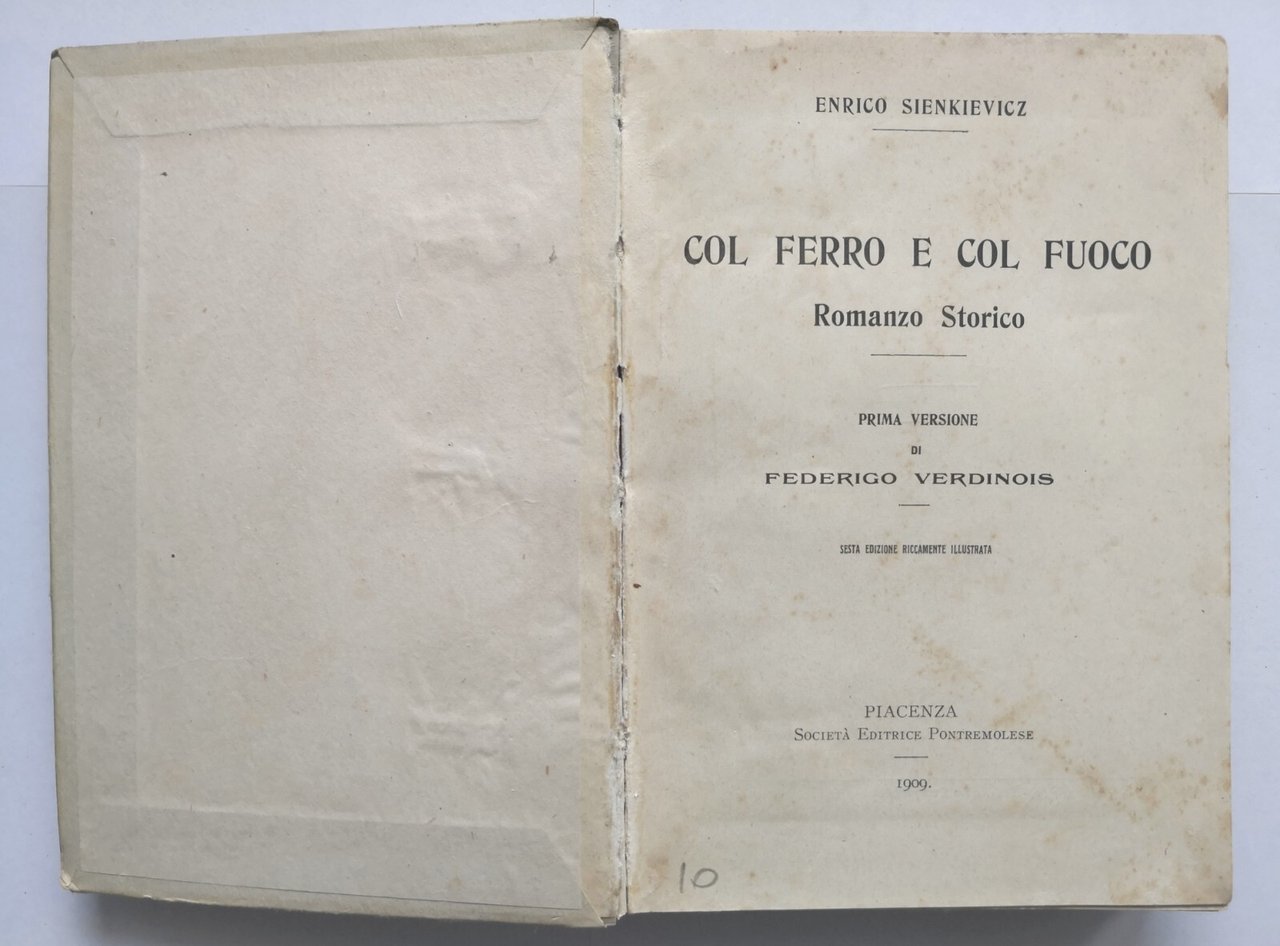 ENRICO SIENKIEVICZ
COL FERRO E COL FUOCO
Romanzo Storico
PRIMA VERSIONE
DI
FEDERIGO VERDINOIS
SESTA EDIZIONE RICCAMENTE ILLUSTRATA
PIACENZA
SOCIETÀ EDITRICE PONTREMOLESE
1909.
10